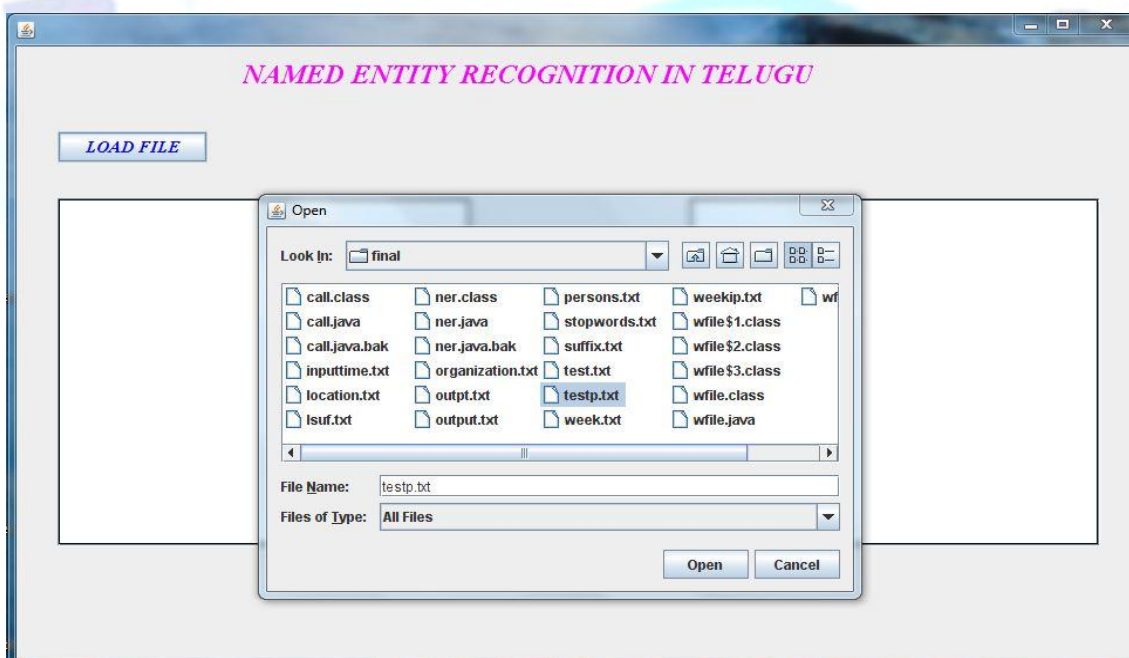 NAMED ENTITY RECOGNITION IN TELUGU
LOAD FILE
Open
Look In: final
call.class ner.class persons.txt weekip.txt wf
call.java ner.java stopwords.txt wfile$1.class
call.java.bak ner.java.bak suffix.txt wfile$2.class
inputtime.txt organization.txt test.txt wfile$3.class
location.txt outpt.txt testp.txt wfile.class
lsuf.txt output.txt week.txt wfile.java
File Name: testp.txt
Files of Type: All Files
Open Cancel